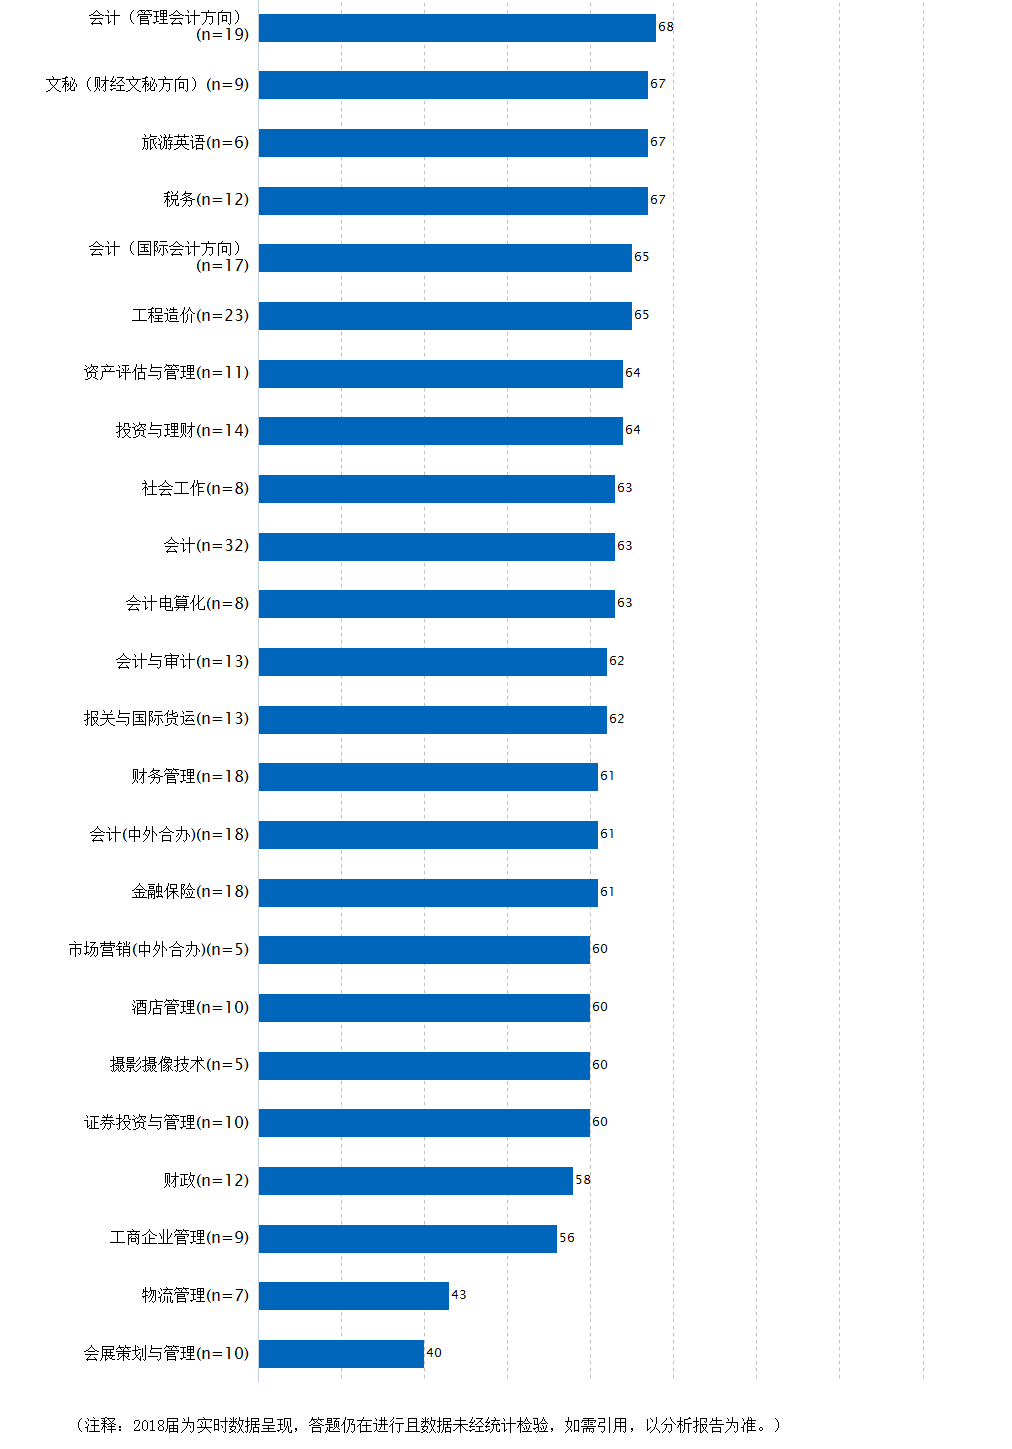 会计（管理会计方向）
(n=19)
68
文秘（财经文秘方向）(n=9)
67
旅游英语(n=6)
67
税务(n=12)
67
会计（国际会计方向）
(n=17)
65
工程造价(n=23)
65
资产评估与管理(n=11)
64
投资与理财(n=14)
64
社会工作(n=8)
63
会计(n=32)
63
会计电算化(n=8)
63
会计与审计(n=13)
62
报关与国际货运(n=13)
62
财务管理(n=18)
61
会计(中外合办)(n=18)
61
金融保险(n=18)
61
市场营销(中外合办)(n=5)
60
酒店管理(n=10)
60
摄影摄像技术(n=5)
60
证券投资与管理(n=10)
60
财政(n=12)
58
工商企业管理(n=9)
56
物流管理(n=7)
43
会展策划与管理(n=10)
40
（注释：2018届为实时数据呈现，答题仍在进行且数据未经统计检验，如需引用，以分析报告为准。）